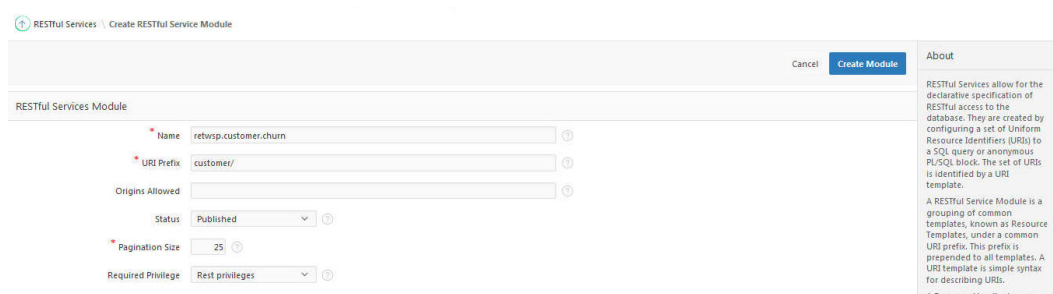 RESTful Services \ Create RESTful Service Module
Cancel
Create Module
RESTful Services Module
* Name retwsp.customer.churn
* URI Prefix customer/
Origins Allowed
Status Published
* Pagination Size 25
Required Privilege Rest privileges
About
RESTful Services allow for the
declarative specification of
RESTful access to the
database. They are created by
configuring a set of Uniform
Resource Identifiers (URIs) to
a SQL query or anonymous
PL/SQL block. The set of URIs
is identified by a URI
template.
A RESTful Service Module is a
grouping of common
templates, known as Resource
Templates, under a common
URI prefix. This prefix is
prepended to all templates. A
URI template is simple syntax
for describing URIs.